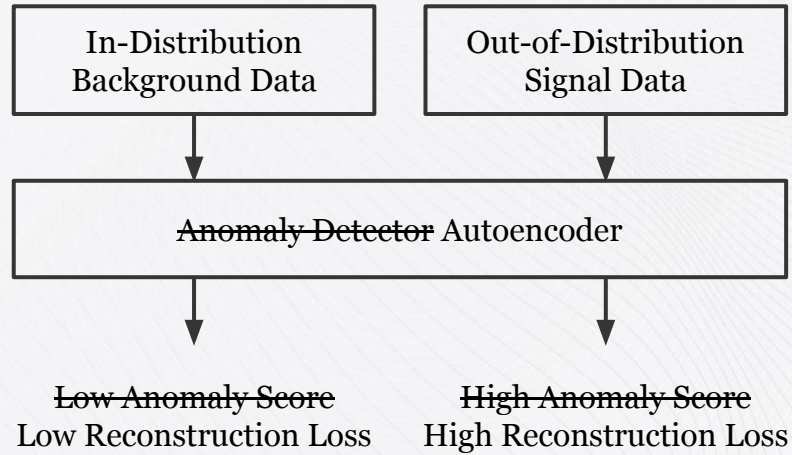 In-Distribution
Background Data
Out-of-Distribution
Signal Data
Anomaly Detector Autoencoder
Low Anomaly Score
Low Reconstruction Loss
High Anomaly Score
High Reconstruction Loss